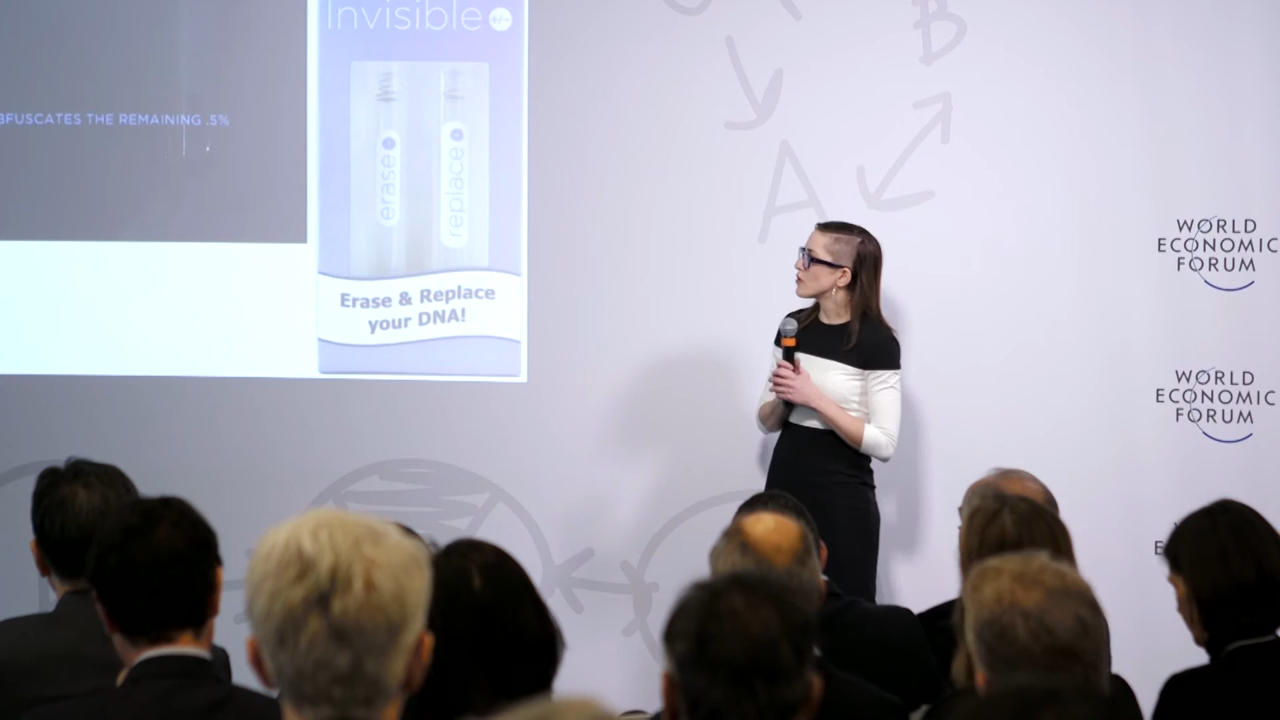 Invisible +/-
BFUSCATES THE REMAINING .5%
erase
replace
Erase & Replace
your DNA!
B
A
WORLD
ECONOMIC
FORUM
WORLD
ECONOMIC
FORUM
E